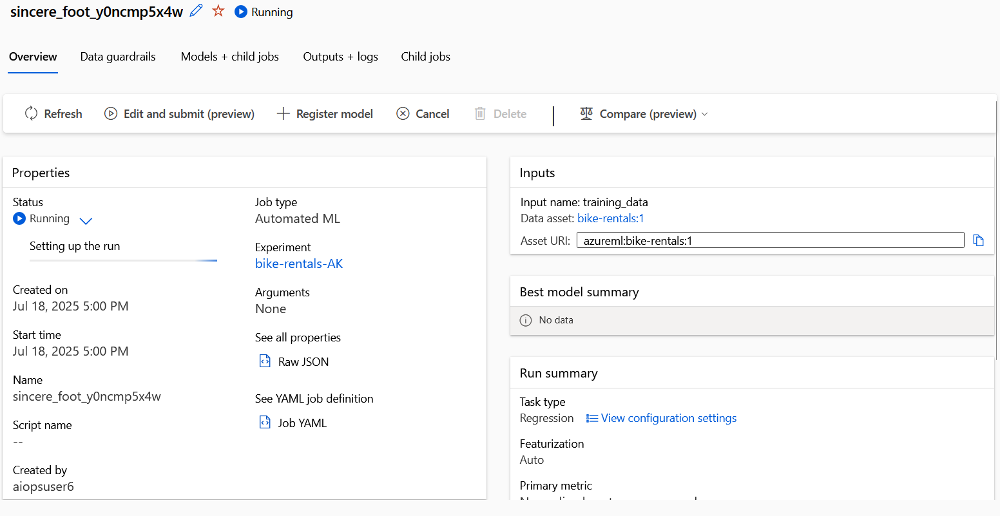 sincere_foot_y0ncmp5x4w Running
Overview Data guardrails Models + child jobs Outputs + logs Child jobs
Refresh Edit and submit (preview) Register model Cancel Delete Compare (preview)
Properties
Status
Running
Setting up the run
Created on
Jul 18, 2025 5:00 PM
Start time
Jul 18, 2025 5:00 PM
Name
sincere_foot_y0ncmp5x4w
Script name
--
Created by
aiopsuser6
Job type
Automated ML
Experiment
bike-rentals-AK
Arguments
None
See all properties
Raw JSON
See YAML job definition
Job YAML
Inputs
Input name: training_data
Data asset: bike-rentals:1
Asset URI: azureml:bike-rentals:1
Best model summary
No data
Run summary
Task type
Regression View configuration settings
Featurization
Auto
Primary metric